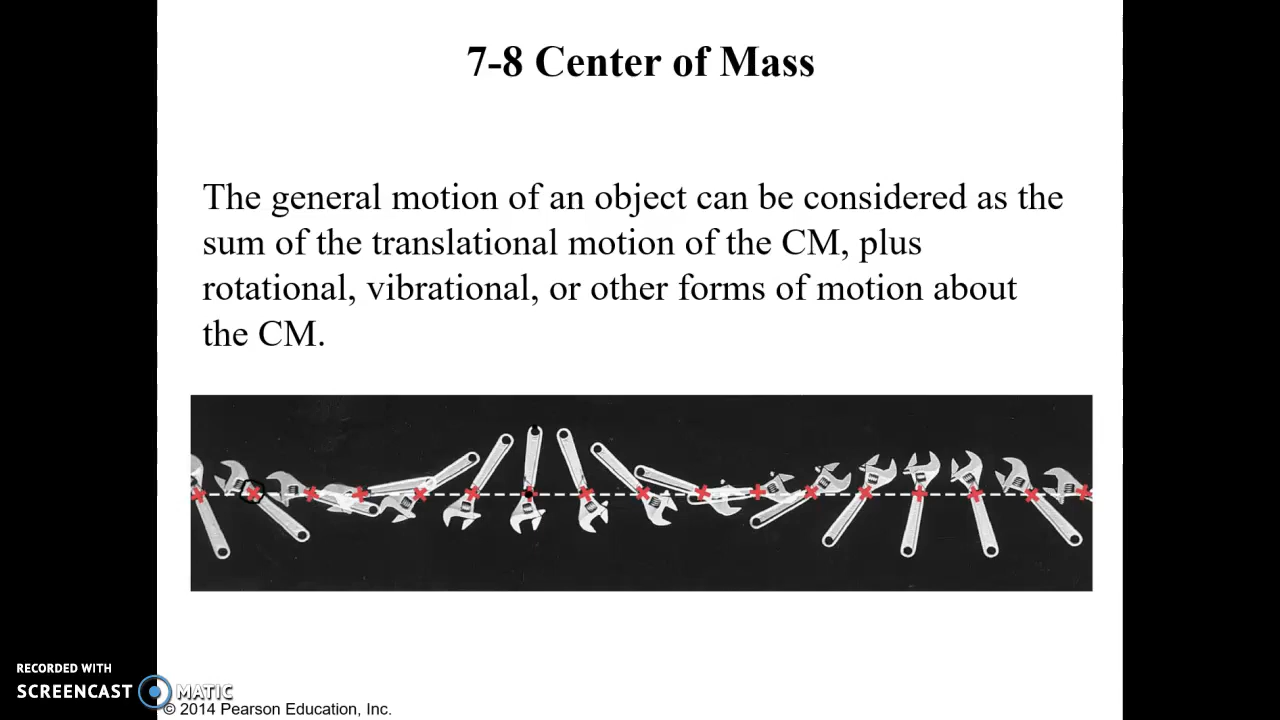 7-8 Center of Mass
The general motion of an object can be considered as the
sum of the translational motion of the CM, plus
rotational, vibrational, or other forms of motion about
the CM.
RECORDED WITH
SCREENCAST MATIC
© 2014 Pearson Education, Inc.